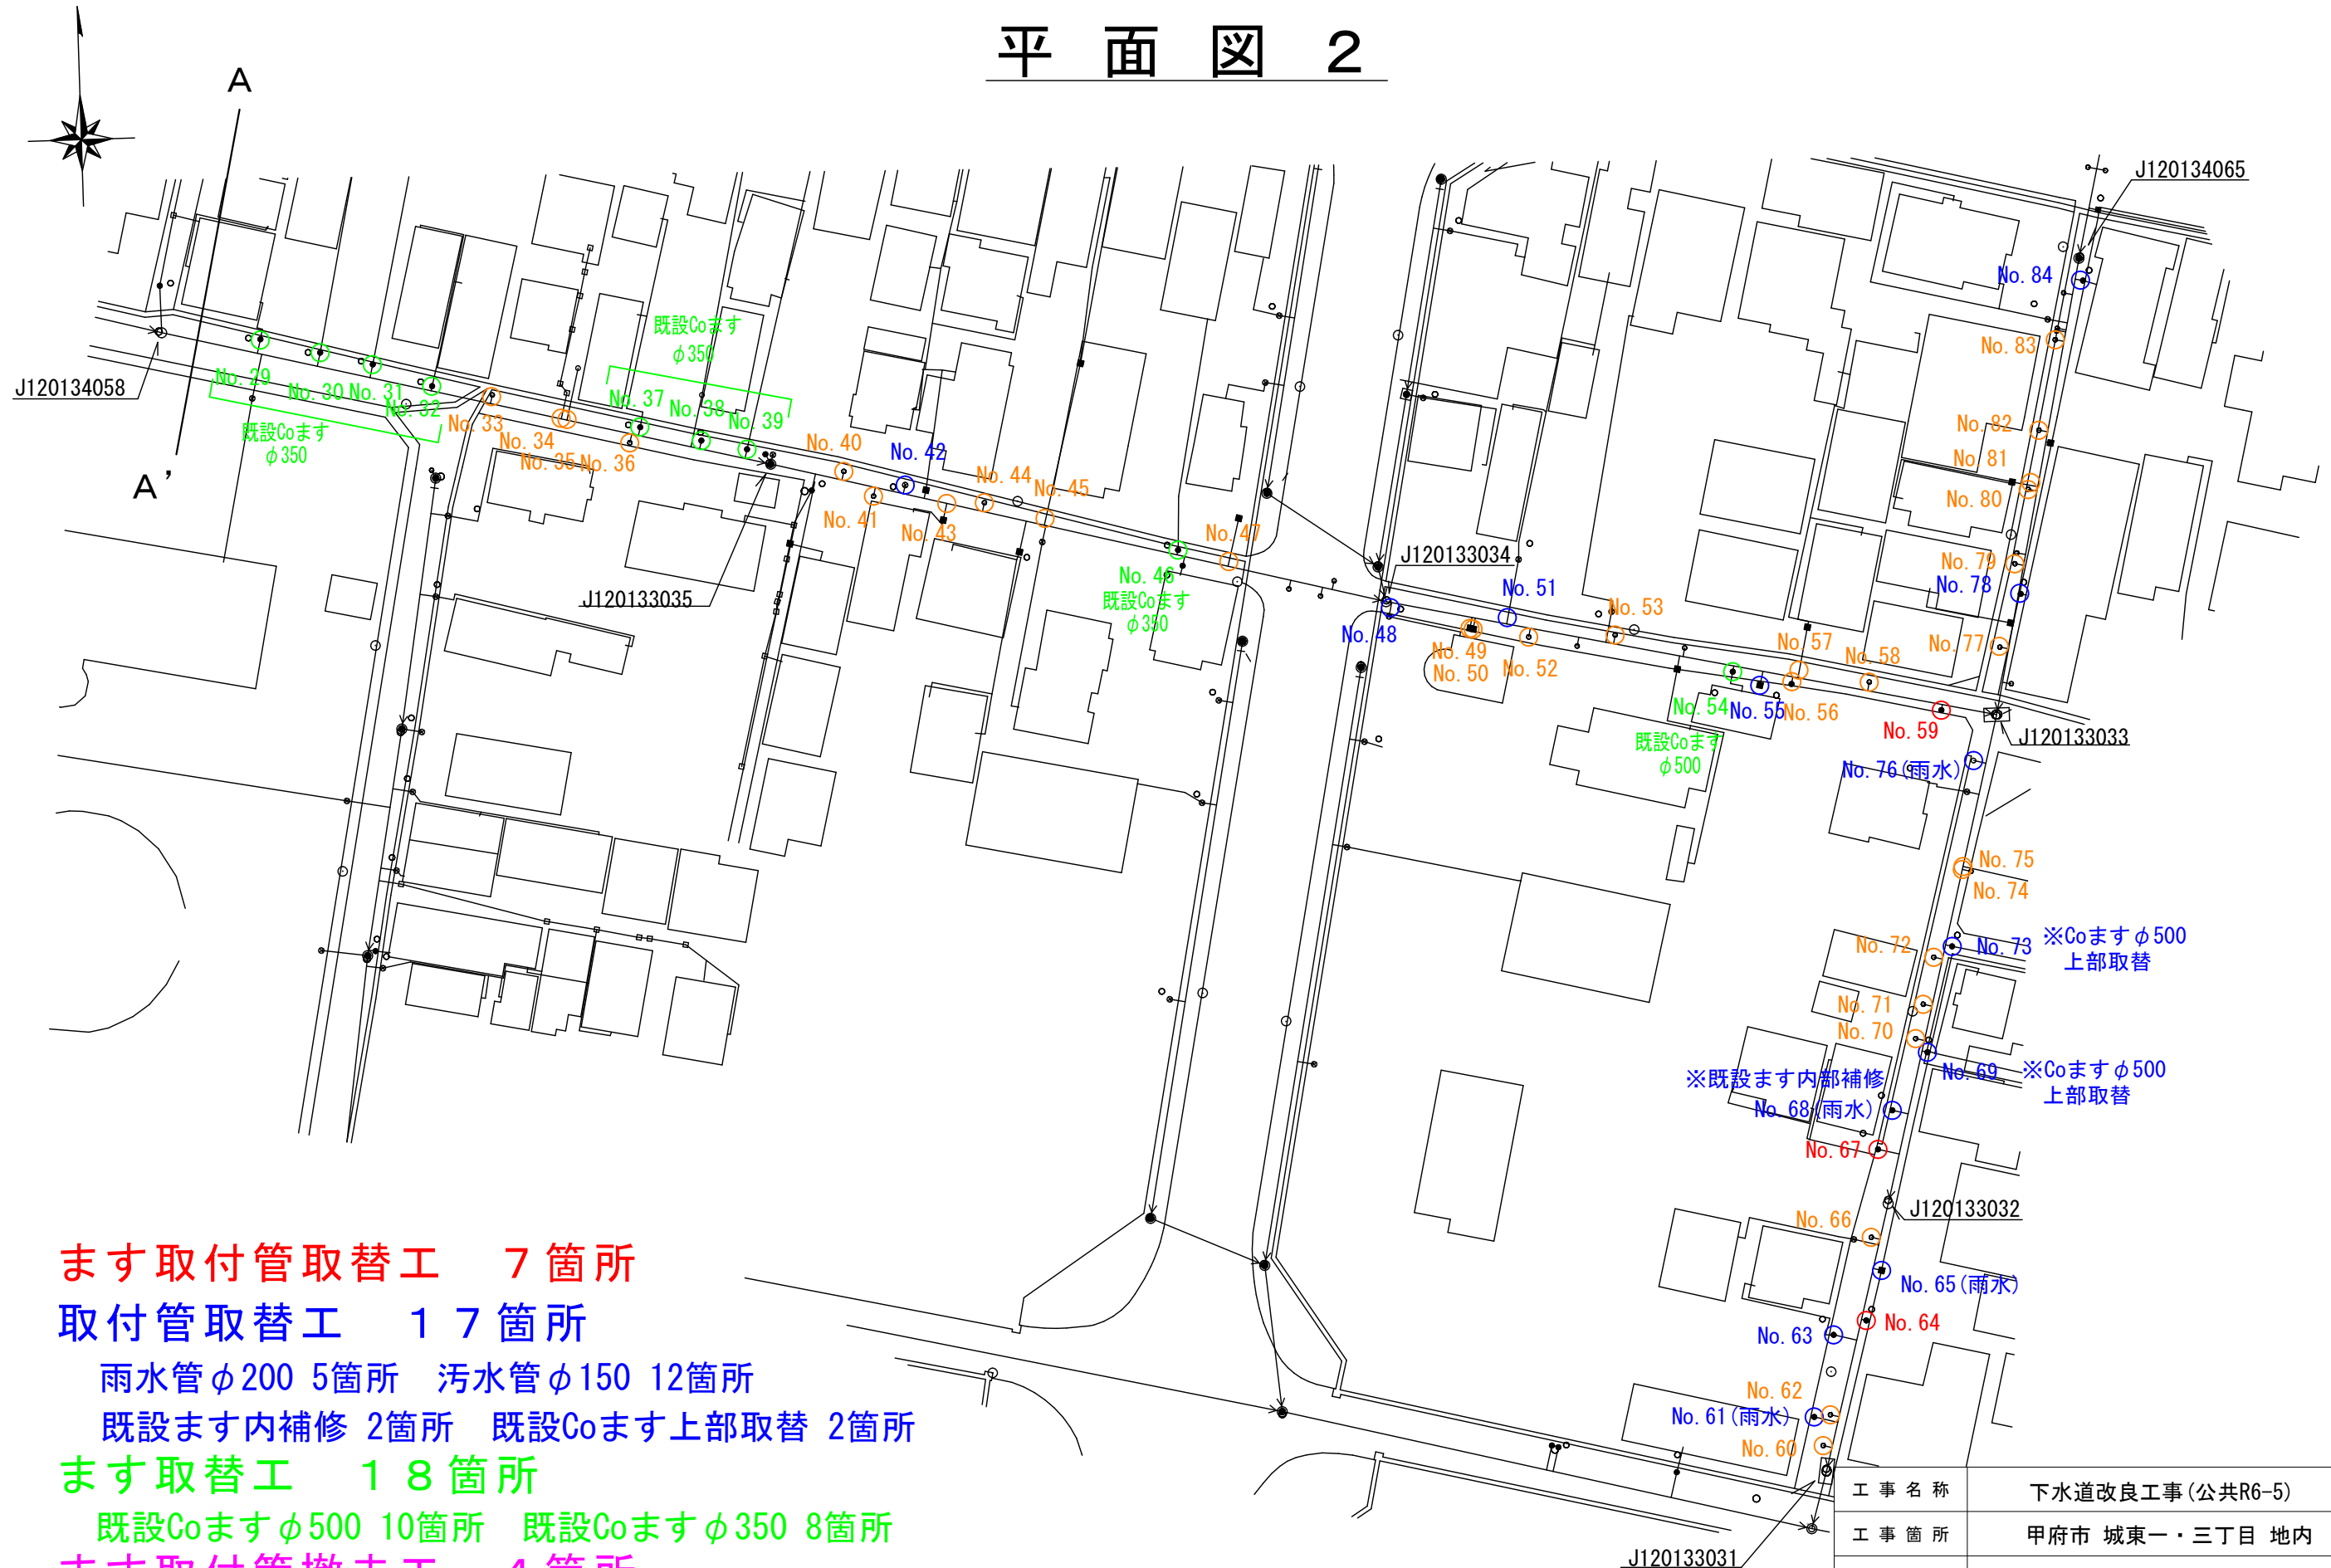 平面図 2
A
A'
J120134058
J120134065
No. 29
No. 30
No. 31
No. 32
既設Coます
φ350
No. 33
No. 34
No. 35
No. 36
既設Coます
φ350
No. 37
No. 38
No. 39
J120133035
No. 40
No. 41
No. 42
No. 43
No. 44
No. 45
No. 46
既設Coます
φ350
No. 47
J120133034
No. 48
No. 49
No. 50
No. 51
No. 52
No. 53
No. 54
既設Coます
φ500
No. 55
No. 56
No. 57
No. 58
No. 59
J120133033
No. 84
No. 83
No. 82
No. 81
No. 80
No. 79
No. 78
No. 77
No. 76(雨水)
No. 75
No. 74
No. 73
※Coますφ500
上部取替
No. 72
No. 71
No. 70
No. 69
※Coますφ500
上部取替
※既設ます内部補修
No. 68(雨水)
No. 67
J120133032
No. 66
No. 65(雨水)
No. 64
No. 63
No. 62
No. 61(雨水)
No. 60
J120133031
ます取付管取替工 7箇所
取付管取替工 17箇所
雨水管φ200 5箇所 汚水管φ150 12箇所
既設ます内補修 2箇所 既設Coます上部取替 2箇所
ます取替工 18箇所
既設Coますφ500 10箇所 既設Coますφ350 8箇所
ます取付管撤去工 4箇所
工事名称 下水道改良工事(公共R6-5)
工事箇所 甲府市 城東一・三丁目 地内